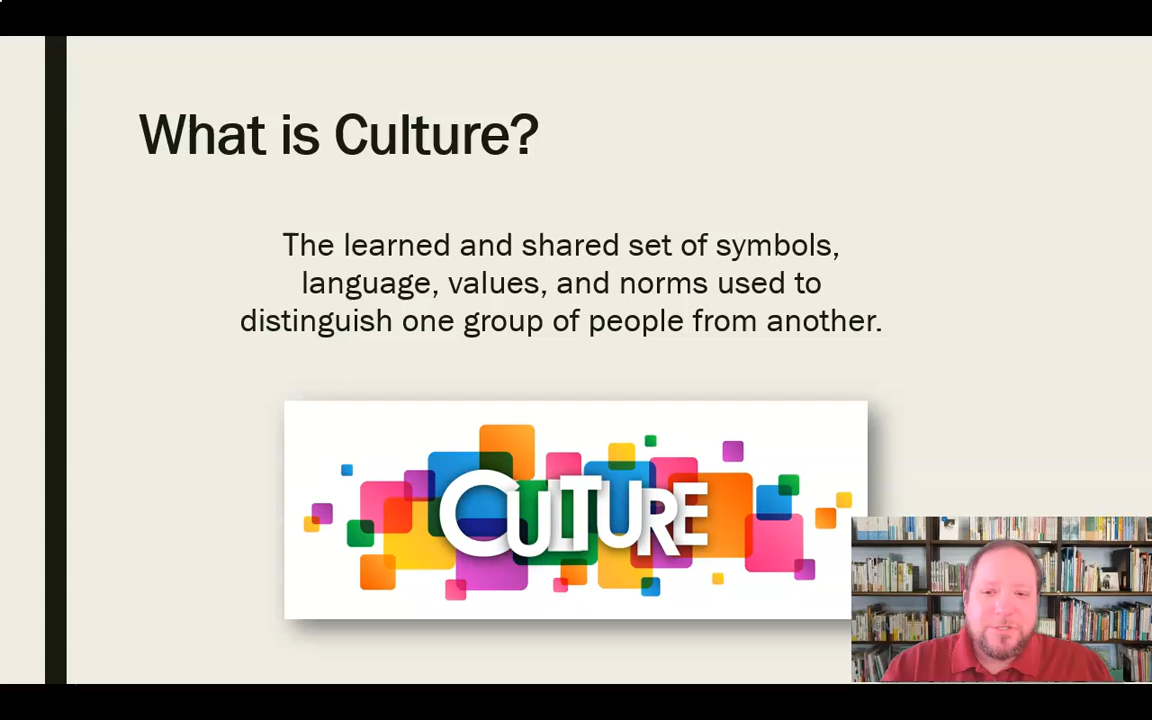 What is Culture?
The learned and shared set of symbols,
language, values, and norms used to
distinguish one group of people from another.
CULTURE